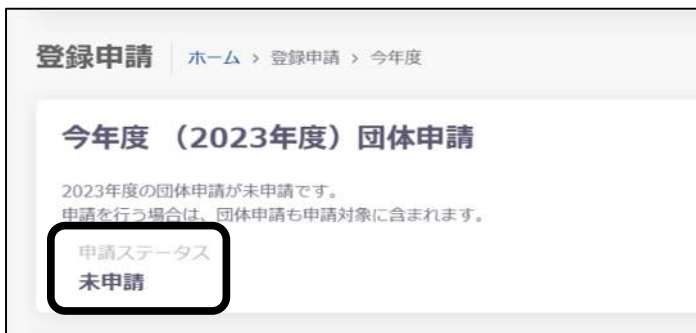 登録申請 ホーム > 登録申請 > 今年度
今年度 （2023年度）団体申請
2023年度の団体申請が未申請です。
申請を行う場合は、団体申請も申請対象に含まれます。
申請ステータス
未申請